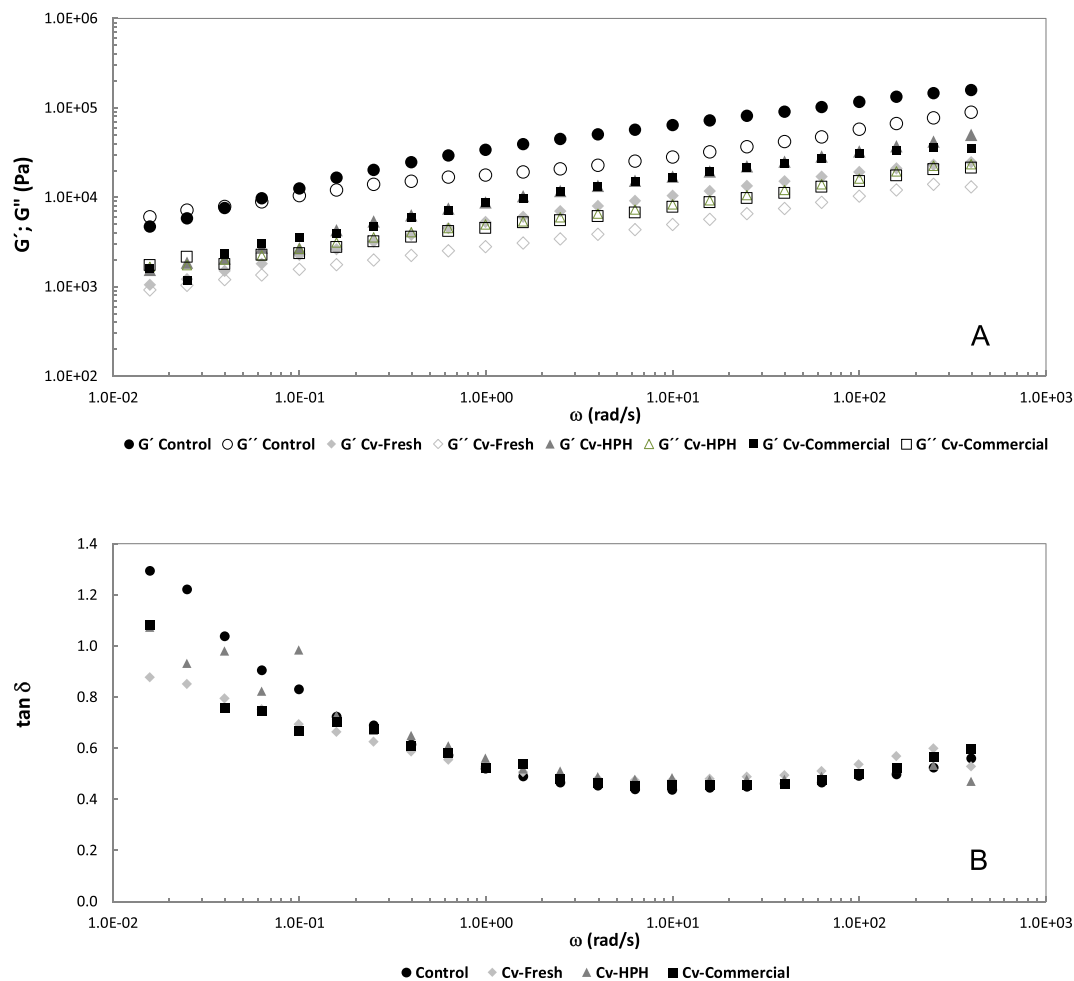 1.0E+06
1.0E+05
1.0E+04
1.0E+03
1.0E+02
G´; G" (Pa)
A
1.0E-02 1.0E-01 1.0E+00 1.0E+01 1.0E+02 1.0E+03
ω (rad/s)
G´ Control G´´ Control G´ Cv-Fresh G´´ Cv-Fresh G´ Cv-HPH G´´ Cv-HPH G´ Cv-Commercial G´´ Cv-Commercial
1.4
1.2
1.0
0.8
0.6
0.4
0.2
0.0
tan δ
B
1.0E-02 1.0E-01 1.0E+00 1.0E+01 1.0E+02 1.0E+03
ω (rad/s)
Control Cv-Fresh Cv-HPH Cv-Commercial